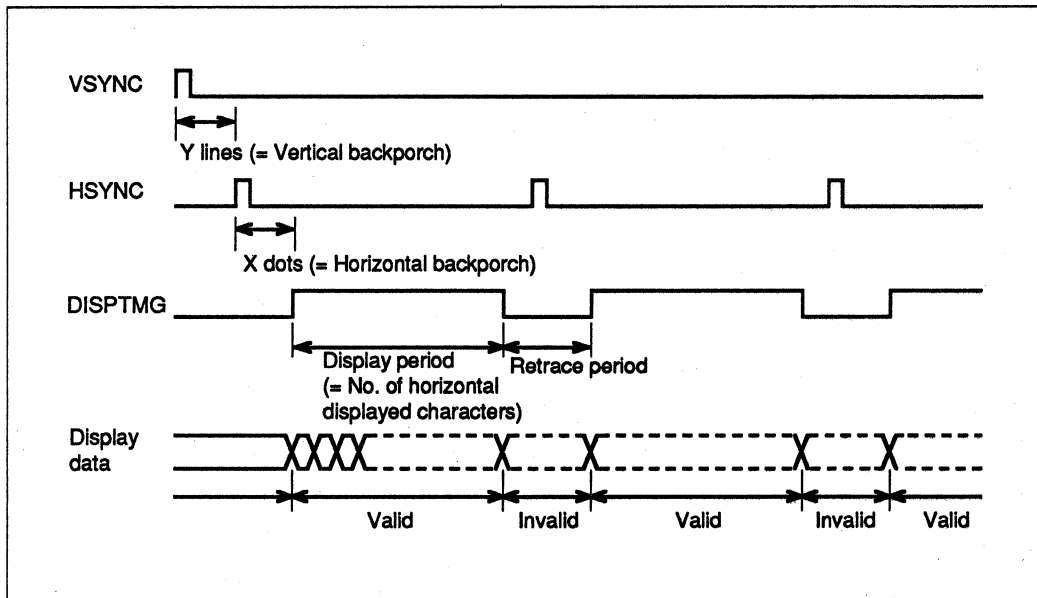 VSYNC
Y lines (= Vertical backporch)
HSYNC
X dots (= Horizontal backporch)
DISPTMG
Display period
(= No. of horizontal
displayed characters)
Retrace period
Display
data
Valid
Invalid
Valid
Invalid
Valid